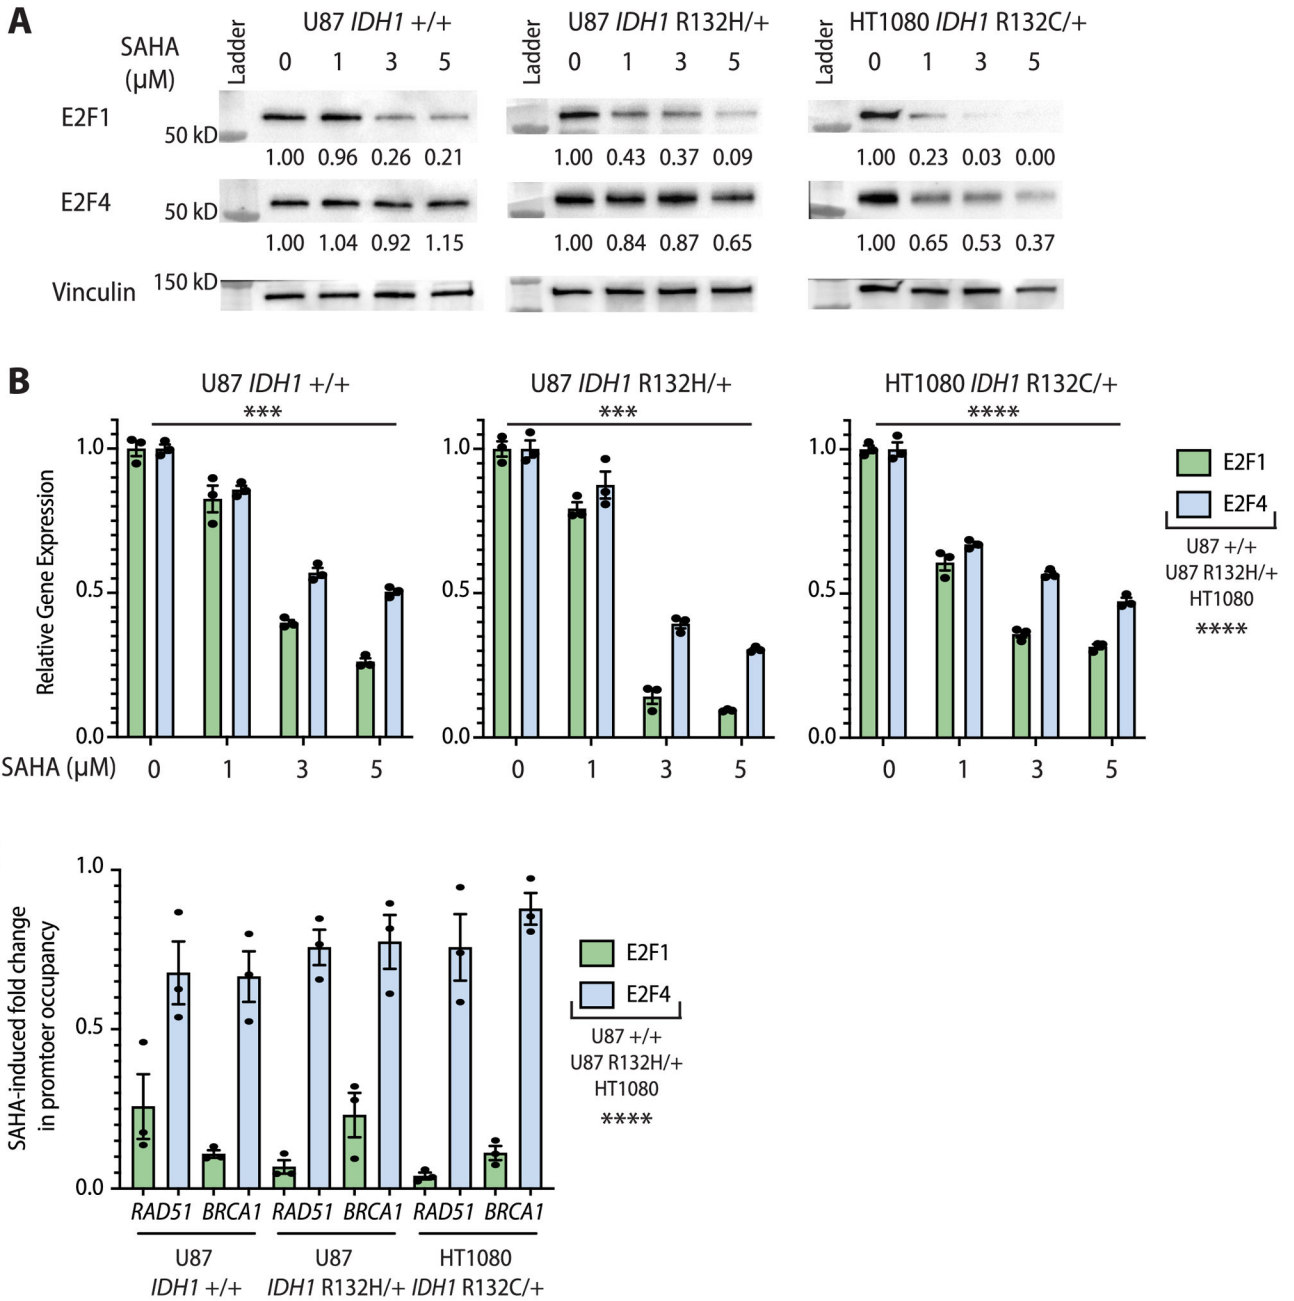 A
U87 IDH1 +/+
U87 IDH1 R132H/+
HT1080 IDH1 R132C/+
SAHA
(µM)
Ladder 0 1 3 5
Ladder 0 1 3 5
Ladder 0 1 3 5
E2F1
50 kD
1.00 0.96 0.26 0.21
1.00 0.43 0.37 0.09
1.00 0.23 0.03 0.00
E2F4
50 kD
1.00 1.04 0.92 1.15
1.00 0.84 0.87 0.65
1.00 0.65 0.53 0.37
Vinculin
150 kD
B
U87 IDH1 +/+
U87 IDH1 R132H/+
HT1080 IDH1 R132C/+
***
***
****
Relative Gene Expression
1.0
0.5
0.0
1.0
0.5
0.0
1.0
0.5
0.0
SAHA (µM)
0 1 3 5
0 1 3 5
0 1 3 5
E2F1
E2F4
U87 +/+
U87 R132H/+
HT1080
****
SAHA-induced fold change
in promtoer occupancy
1.0
0.5
0.0
RAD51 BRCA1 RAD51 BRCA1 RAD51 BRCA1
U87
IDH1 +/+
U87
IDH1 R132H/+
HT1080
IDH1 R132C/+
E2F1
E2F4
U87 +/+
U87 R132H/+
HT1080
****